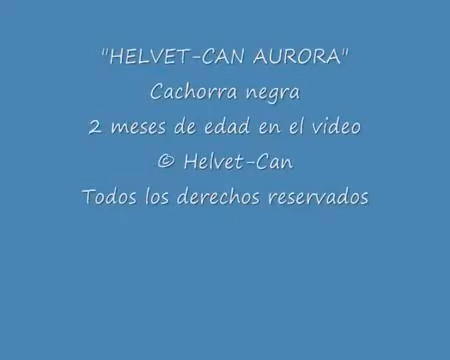 "HELVET-CAN AURORA"
Cachorra negra
2 meses de edad en el video
© Helvet-Can
Todos los derechos reservados